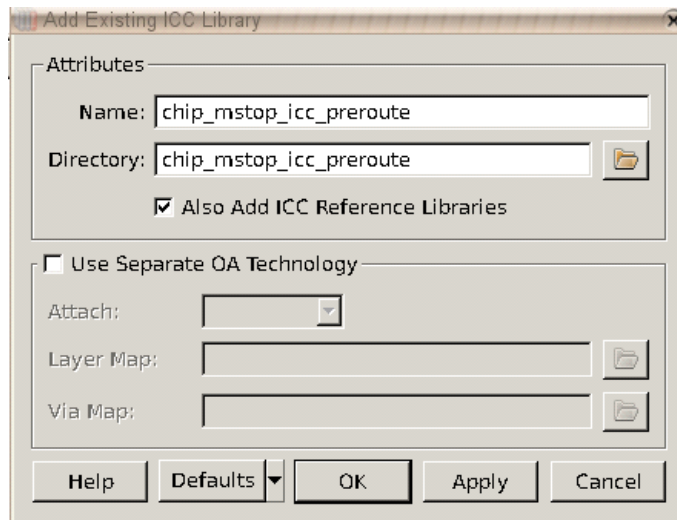 Add Existing ICC Library
Attributes
Name: chip_mstop_icc_preroute
Directory: chip_mstop_icc_preroute
Also Add ICC Reference Libraries
Use Separate OA Technology
Attach:
Layer Map:
Via Map:
Help Defaults OK Apply Cancel